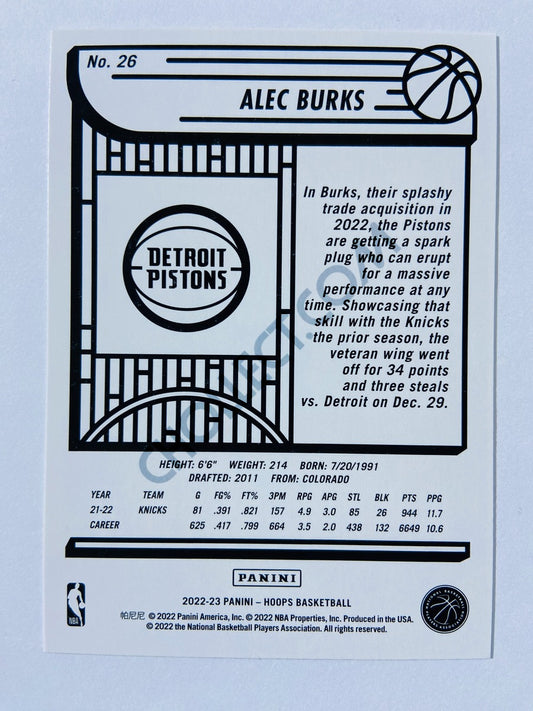 No. 26
ALEC BURKS
DETROIT
PISTONS
In Burks, their splashy
trade acquisition in
2022, the Pistons
are getting a spark
plug who can erupt
for a massive
performance at any
time. Showcasing that
skill with the Knicks
the prior season, the
veteran wing went
off for 34 points
and three steals
vs. Detroit on Dec. 29.
CHOLLECT.COM
HEIGHT: 6'6" WEIGHT: 214 BORN: 7/20/1991
DRAFTED: 2011 FROM: COLORADO
YEAR TEAM G FG% FT% 3PM RPG APG STL BLK PTS PPG
21-22 KNICKS 81 .391 .821 157 4.9 3.0 85 26 944 11.7
CAREER 625 .417 .799 664 3.5 2.0 438 132 6649 10.6
PANINI
2022-23 PANINI – HOOPS BASKETBALL
帕尼尼 © 2022 Panini America, Inc. © 2022 NBA Properties, Inc. Produced in the USA.
© 2022 the National Basketball Players Association. All rights reserved.
NBA